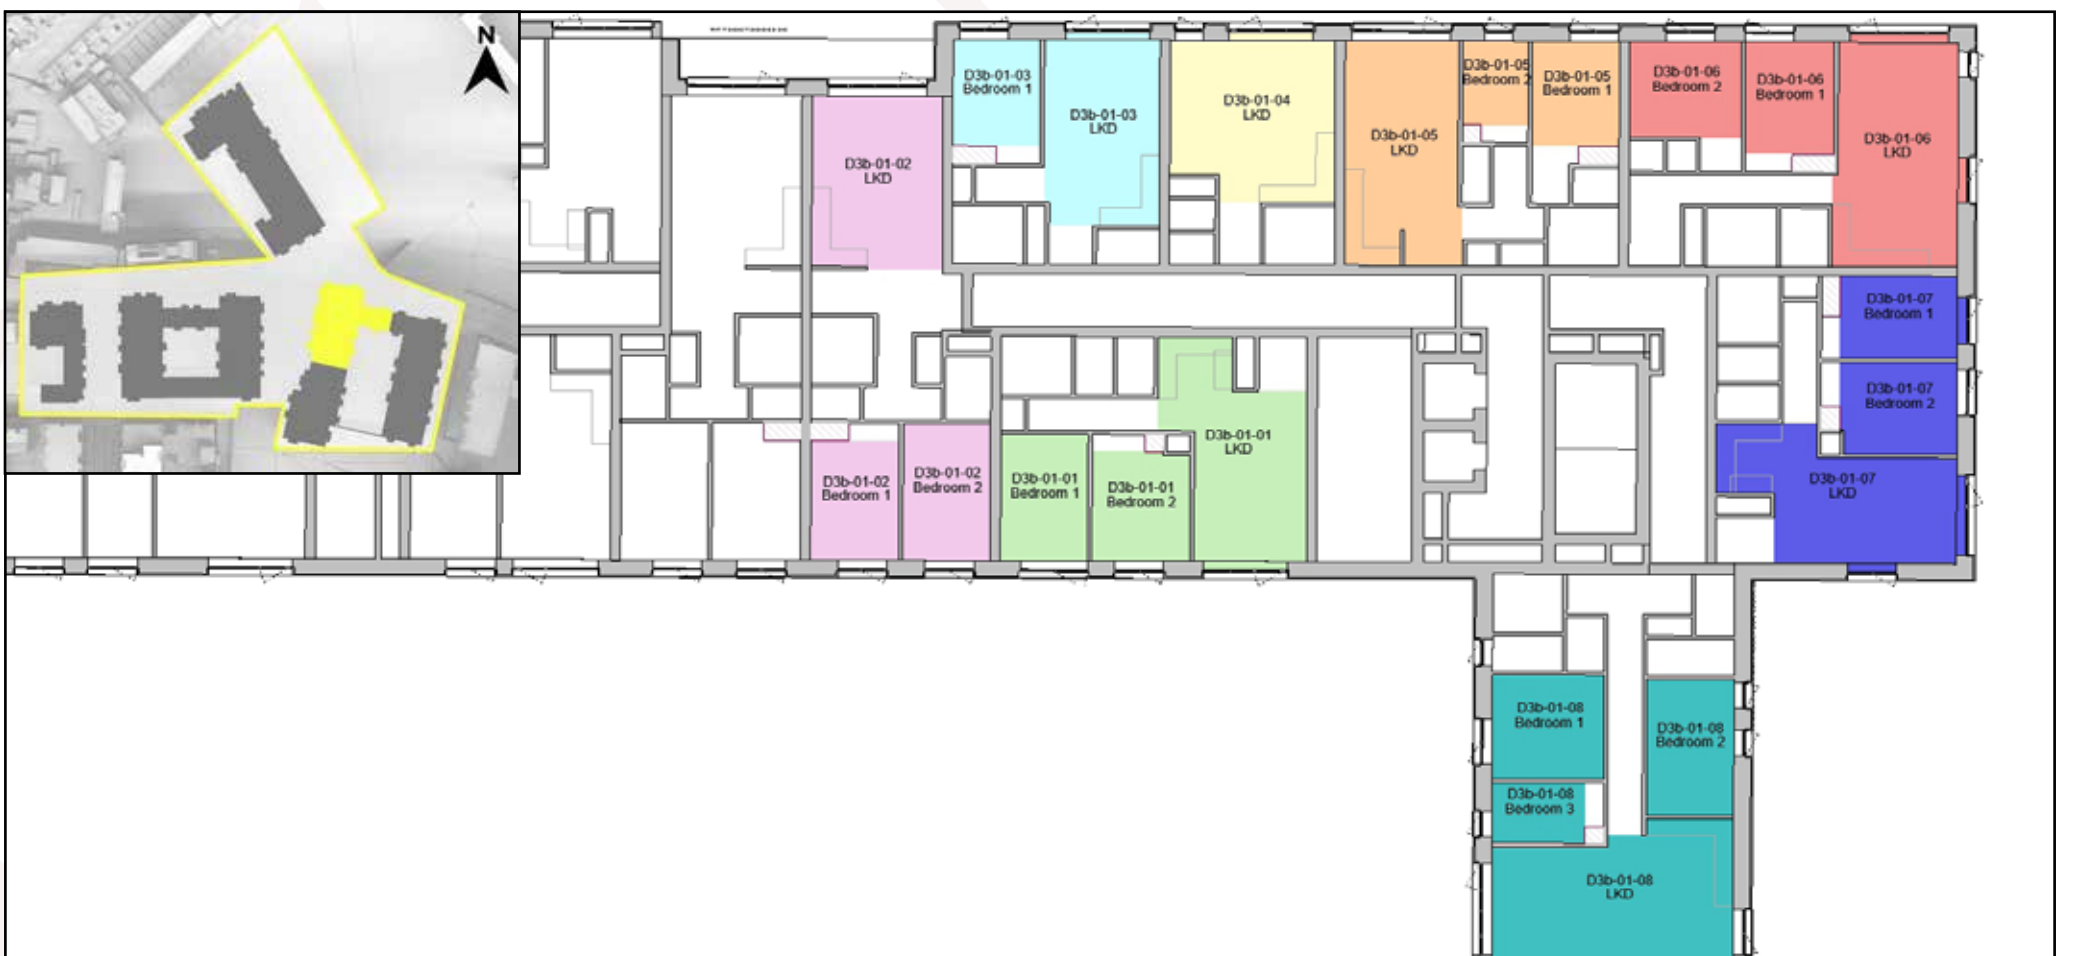 N
D3b-01-03
Bedroom 1
D3b-01-03
LKD
D3b-01-04
LKD
D3b-01-05
LKD
D3b-01-05
Bedroom 2
D3b-01-05
Bedroom 1
D3b-01-06
Bedroom 2
D3b-01-06
Bedroom 1
D3b-01-06
LKD
D3b-01-02
LKD
D3b-01-07
Bedroom 1
D3b-01-07
Bedroom 2
D3b-01-07
LKD
D3b-01-02
Bedroom 1
D3b-01-02
Bedroom 2
D3b-01-01
Bedroom 1
D3b-01-01
Bedroom 2
D3b-01-01
LKD
D3b-01-08
Bedroom 1
D3b-01-08
Bedroom 2
D3b-01-08
Bedroom 3
D3b-01-08
LKD